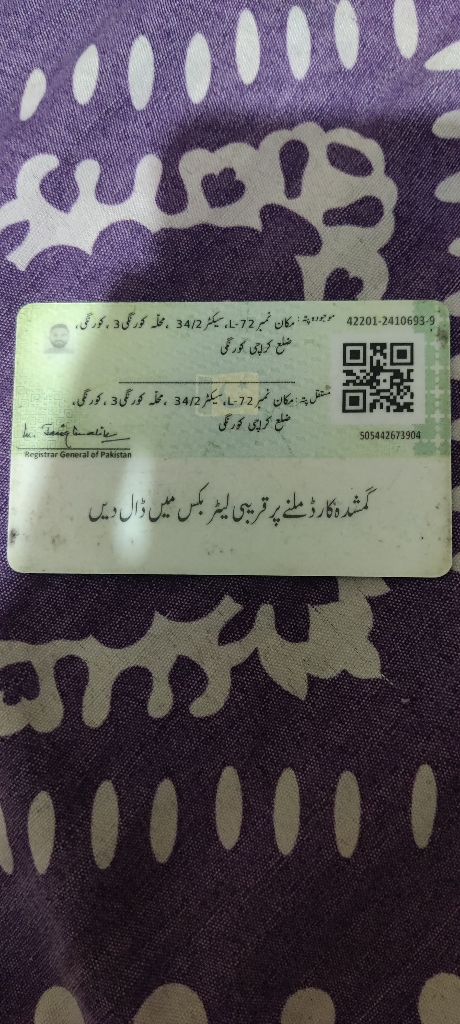 42201-2410693-9
موجودہ پتہ: مکان نمبر L-72، سیکٹر 34/2، محلہ کورنگی 3، کورنگی،
ضلع کراچی کورنگی
مستقل پتہ: مکان نمبر L-72، سیکٹر 34/2، محلہ کورنگی 3، کورنگی،
ضلع کراچی کورنگی
505442673904
Registrar General of Pakistan
گمشدہ کارڈ ملنے پر قریبی لیٹر بکس میں ڈال دیں